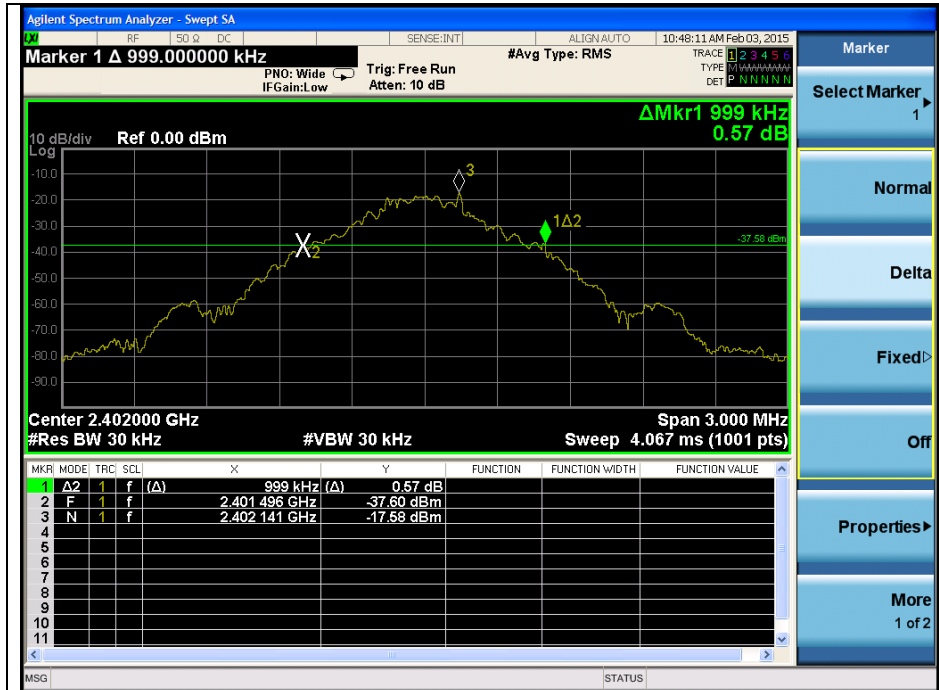 Agilent Spectrum Analyzer - Swept SA
LXI RF 50 Ω DC SENSE:INT ALIGN AUTO 10:48:11 AM Feb 03, 2015
Marker 1 Δ 999.000000 kHz
PNO: Wide
IFGain:Low
Trig: Free Run
Atten: 10 dB
#Avg Type: RMS
TRACE 1 2 3 4 5 6
TYPE MWWWWW
DET P N N N N N
ΔMkr1 999 kHz
0.57 dB
10 dB/div Ref 0.00 dBm
Log
-10.0
-20.0
-30.0
-40.0
-50.0
-60.0
-70.0
-80.0
-90.0
3
1Δ2
2
-37.58 dBm
Center 2.402000 GHz Span 3.000 MHz
#Res BW 30 kHz #VBW 30 kHz Sweep 4.067 ms (1001 pts)
MKR MODE TRC SCL X Y FUNCTION FUNCTION WIDTH FUNCTION VALUE
1 Δ2 1 f (Δ) 999 kHz (Δ) 0.57 dB
2 F 1 f 2.401 496 GHz -37.60 dBm
3 N 1 f 2.402 141 GHz -17.58 dBm
4
5
6
7
8
9
10
11
MSG STATUS
Marker
Select Marker
1
Normal
Delta
Fixed
Off
Properties
More
1 of 2